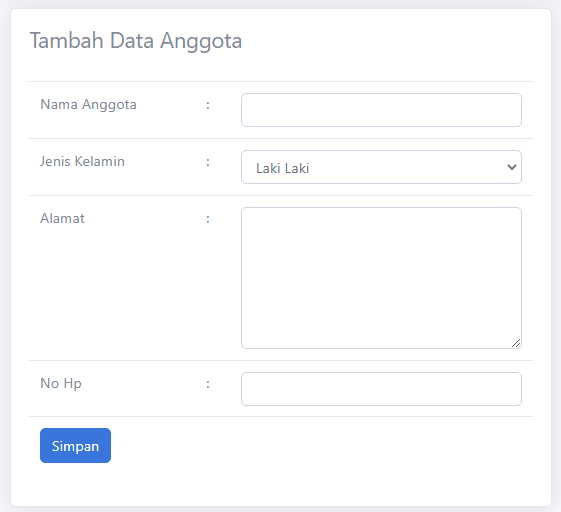 Tambah Data Anggota
Nama Anggota :
Jenis Kelamin : Laki Laki
Alamat :
No Hp :
Simpan